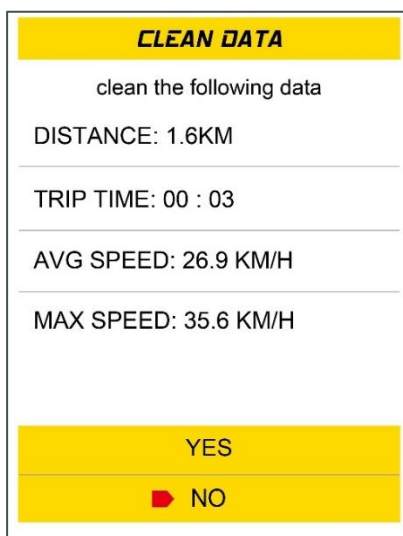 CLEAN DATA
clean the following data
DISTANCE: 1.6KM
TRIP TIME: 00 : 03
AVG SPEED: 26.9 KM/H
MAX SPEED: 35.6 KM/H
YES
NO